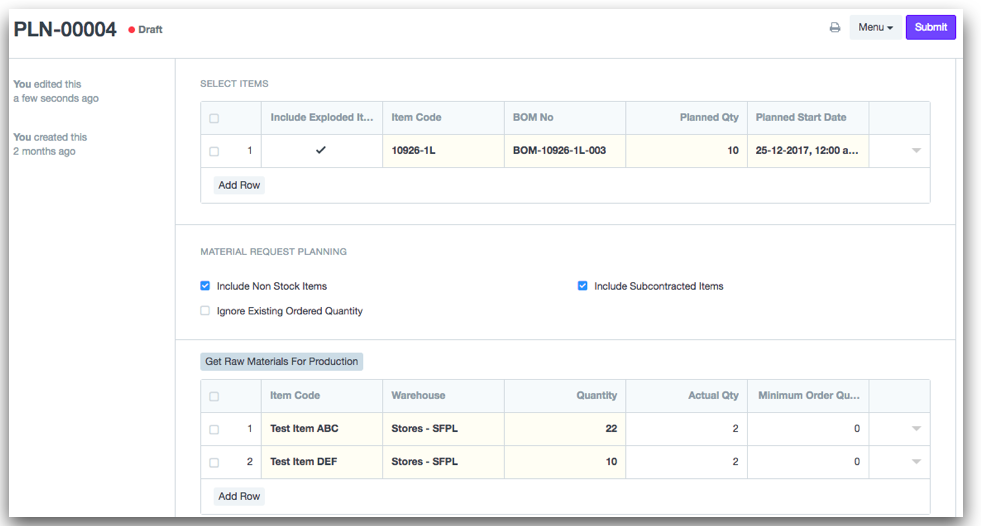 PLN-00004 Draft Menu Submit
You edited this
a few seconds ago
You created this
2 months ago
SELECT ITEMS
Include Exploded It... Item Code BOM No Planned Qty Planned Start Date
1 10926-1L BOM-10926-1L-003 10 25-12-2017, 12:00 a...
Add Row
MATERIAL REQUEST PLANNING
Include Non Stock Items Include Subcontracted Items
Ignore Existing Ordered Quantity
Get Raw Materials For Production
Item Code Warehouse Quantity Actual Qty Minimum Order Qu...
1 Test Item ABC Stores - SFPL 22 2 0
2 Test Item DEF Stores - SFPL 10 2 0
Add Row